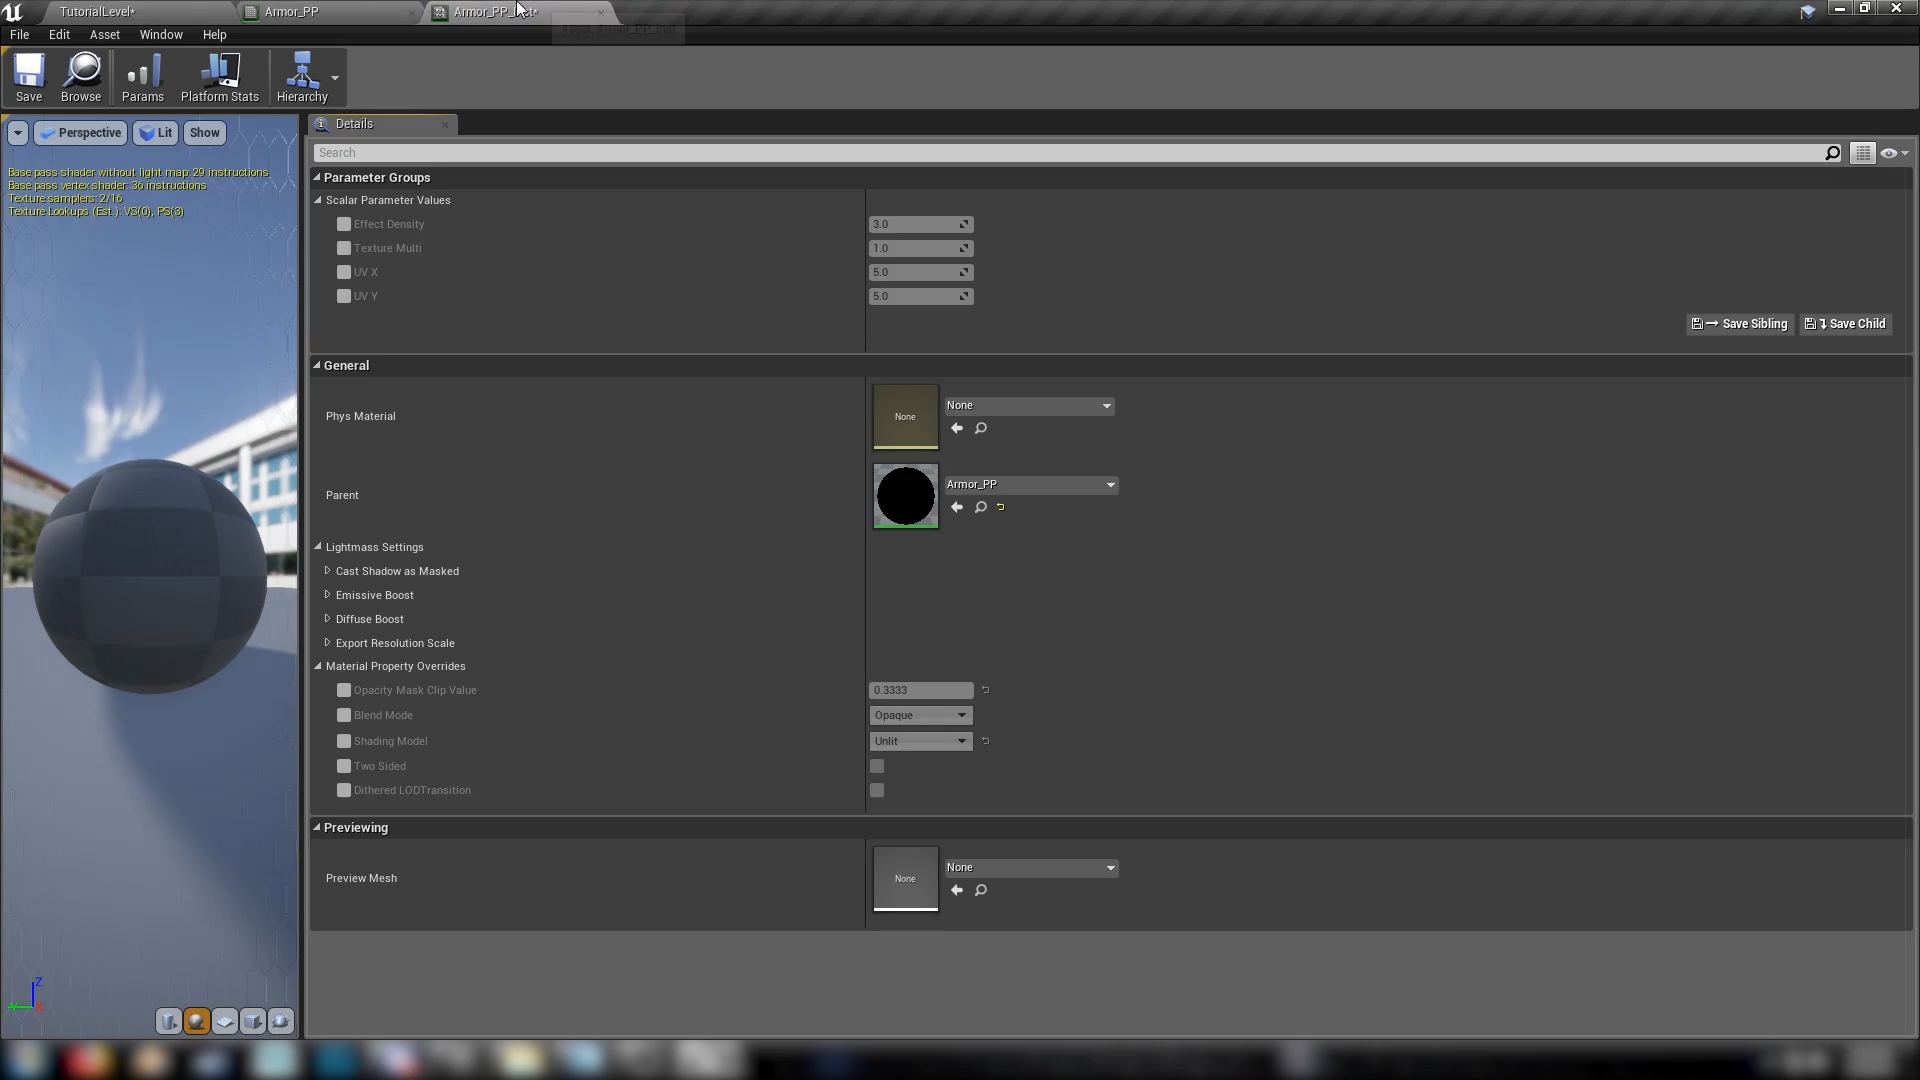 TutorialLevel*
Armor_PP
Armor_PP_Inst*
File Edit Asset Window Help
Save Browse Params Platform Stats Hierarchy
Perspective Lit Show
Details
Search
Base pass shader without light map: 29 instructions
Base pass vertex shader: 36 instructions
Texture samplers: 2/16
Texture Lookups (Est.): VS(0), PS(3)
Parameter Groups
Scalar Parameter Values
Effect Density 3.0
Texture Multi 1.0
UV X 5.0
UV Y 5.0
Save Sibling Save Child
General
Phys Material None None
Parent Armor_PP
Lightmass Settings
Cast Shadow as Masked
Emissive Boost
Diffuse Boost
Export Resolution Scale
Material Property Overrides
Opacity Mask Clip Value 0.3333
Blend Mode Opaque
Shading Model Unlit
Two Sided
Dithered LODTransition
Previewing
Preview Mesh None None
Z